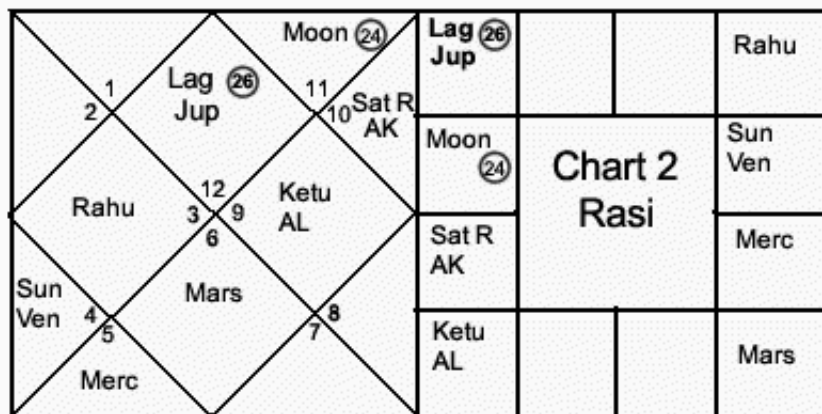 Moon 24
Lag 26
Jup
1
2
11
10
Sat R
AK
Rahu
12
3 9
6
Ketu
AL
Sun
Ven
4
5
Mars
8
7
Merc
Lag 26
Jup
Rahu
Moon
24
Chart 2
Rasi
Sun
Ven
Sat R
AK
Merc
Ketu
AL
Mars